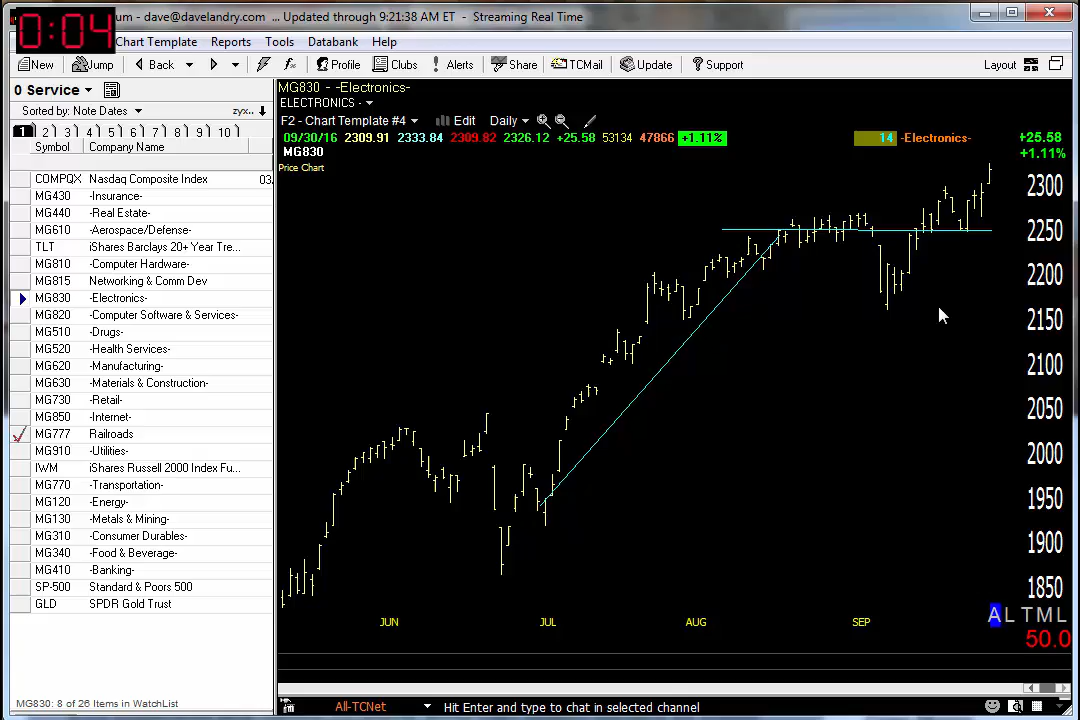 0:04
um - dave@davelandry.com ... Updated through 9:21:38 AM ET - Streaming Real Time
Chart Template Reports Tools Databank Help
New Jump Back Profile Clubs Alerts Share TCMail Update Support Layout
0 Service
Sorted by: Note Dates zyx..
1 2 3 4 5 6 7 8 9 10
Symbol Company Name
COMPQX Nasdaq Composite Index 03.
MG430 -Insurance-
MG440 -Real Estate-
MG610 -Aerospace/Defense-
TLT iShares Barclays 20+ Year Tre...
MG810 -Computer Hardware-
MG815 Networking & Comm Dev
MG830 -Electronics-
MG820 -Computer Software & Services-
MG510 -Drugs-
MG520 -Health Services-
MG620 -Manufacturing-
MG630 -Materials & Construction-
MG730 -Retail-
MG850 -Internet-
MG777 Railroads
MG910 -Utilities-
IWM iShares Russell 2000 Index Fu...
MG770 -Transportation-
MG120 -Energy-
MG130 -Metals & Mining-
MG310 -Consumer Durables-
MG340 -Food & Beverage-
MG410 -Banking-
SP-500 Standard & Poors 500
GLD SPDR Gold Trust
MG830: 8 of 26 Items in WatchList
MG830 - -Electronics-
ELECTRONICS -
F2 - Chart Template #4 Edit Daily
09/30/16 2309.91 2333.84 2309.82 2326.12 +25.58 53134 47866 +1.11% 14 -Electronics- +25.58
+1.11%
MG830
Price Chart
2300
2250
2200
2150
2100
2050
2000
1950
1900
1850
JUN JUL AUG SEP
A L T M L
50.0
All-TCNet Hit Enter and type to chat in selected channel